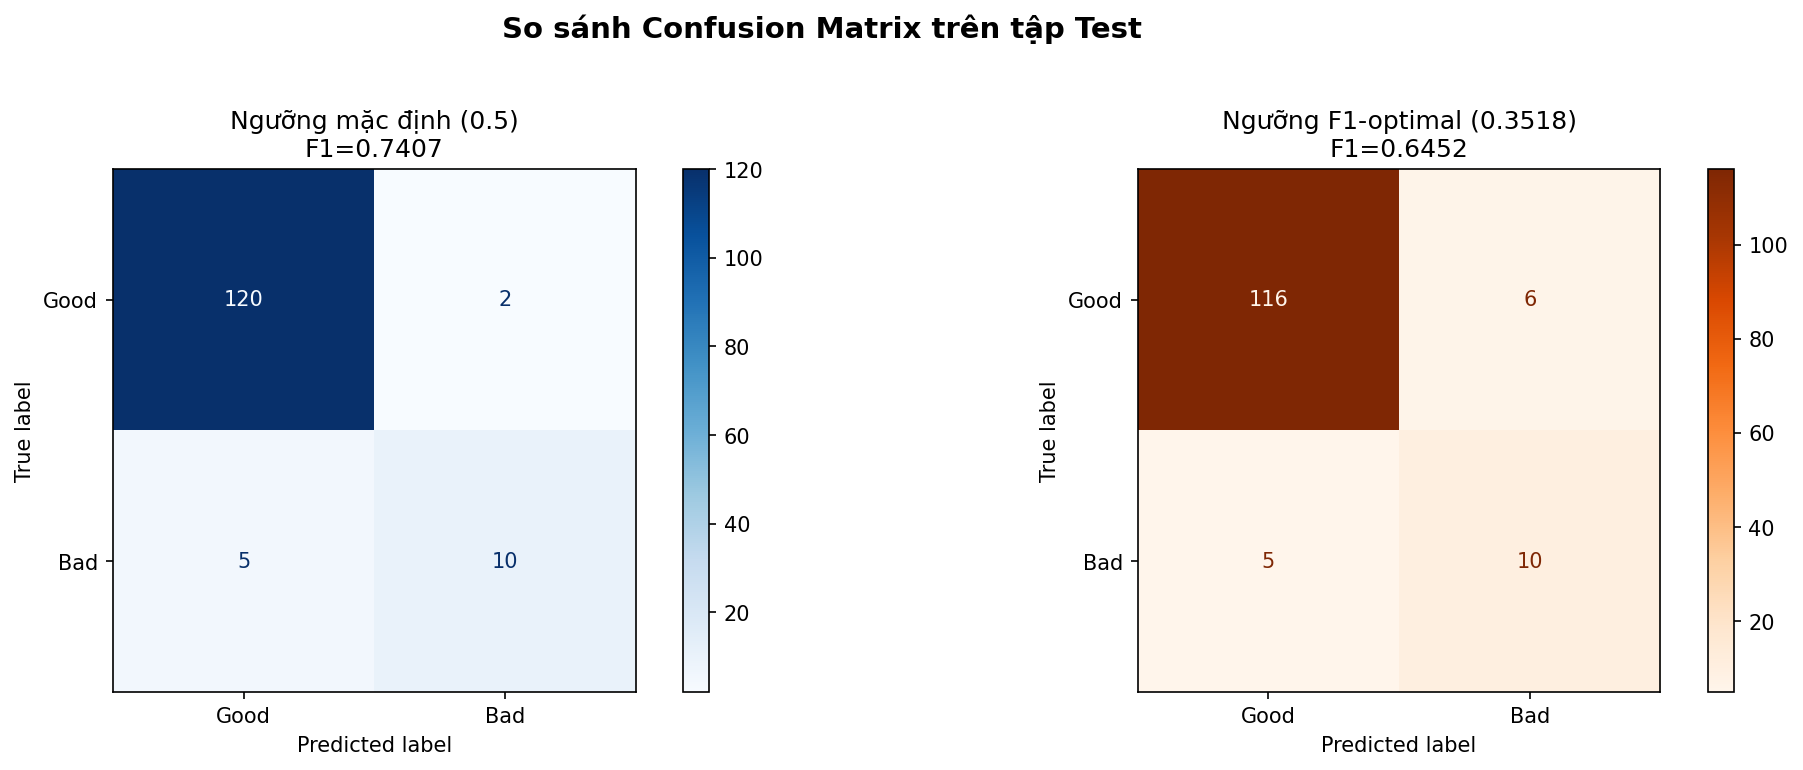 So sánh Confusion Matrix trên tập Test
Ngưỡng mặc định (0.5)
F1=0.7407
True label
Good
Bad
120
2
5
10
Good
Bad
Predicted label
120
100
80
60
40
20
Ngưỡng F1-optimal (0.3518)
F1=0.6452
True label
Good
Bad
116
6
5
10
Good
Bad
Predicted label
100
80
60
40
20